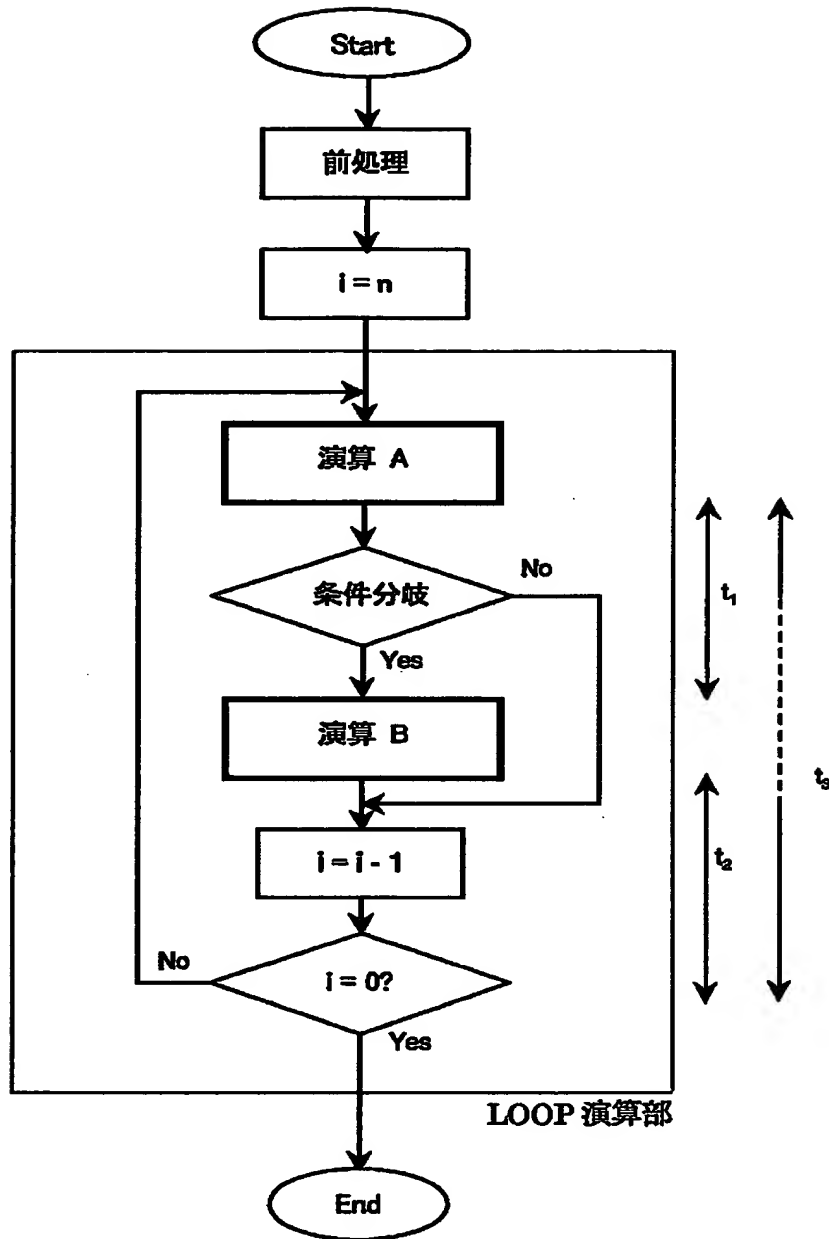 Start
前処理
i = n
演算 A
条件分岐
No
t₁
Yes
演算 B
t₃
i = i - 1
t₂
No
i = 0?
Yes
LOOP 演算部
End